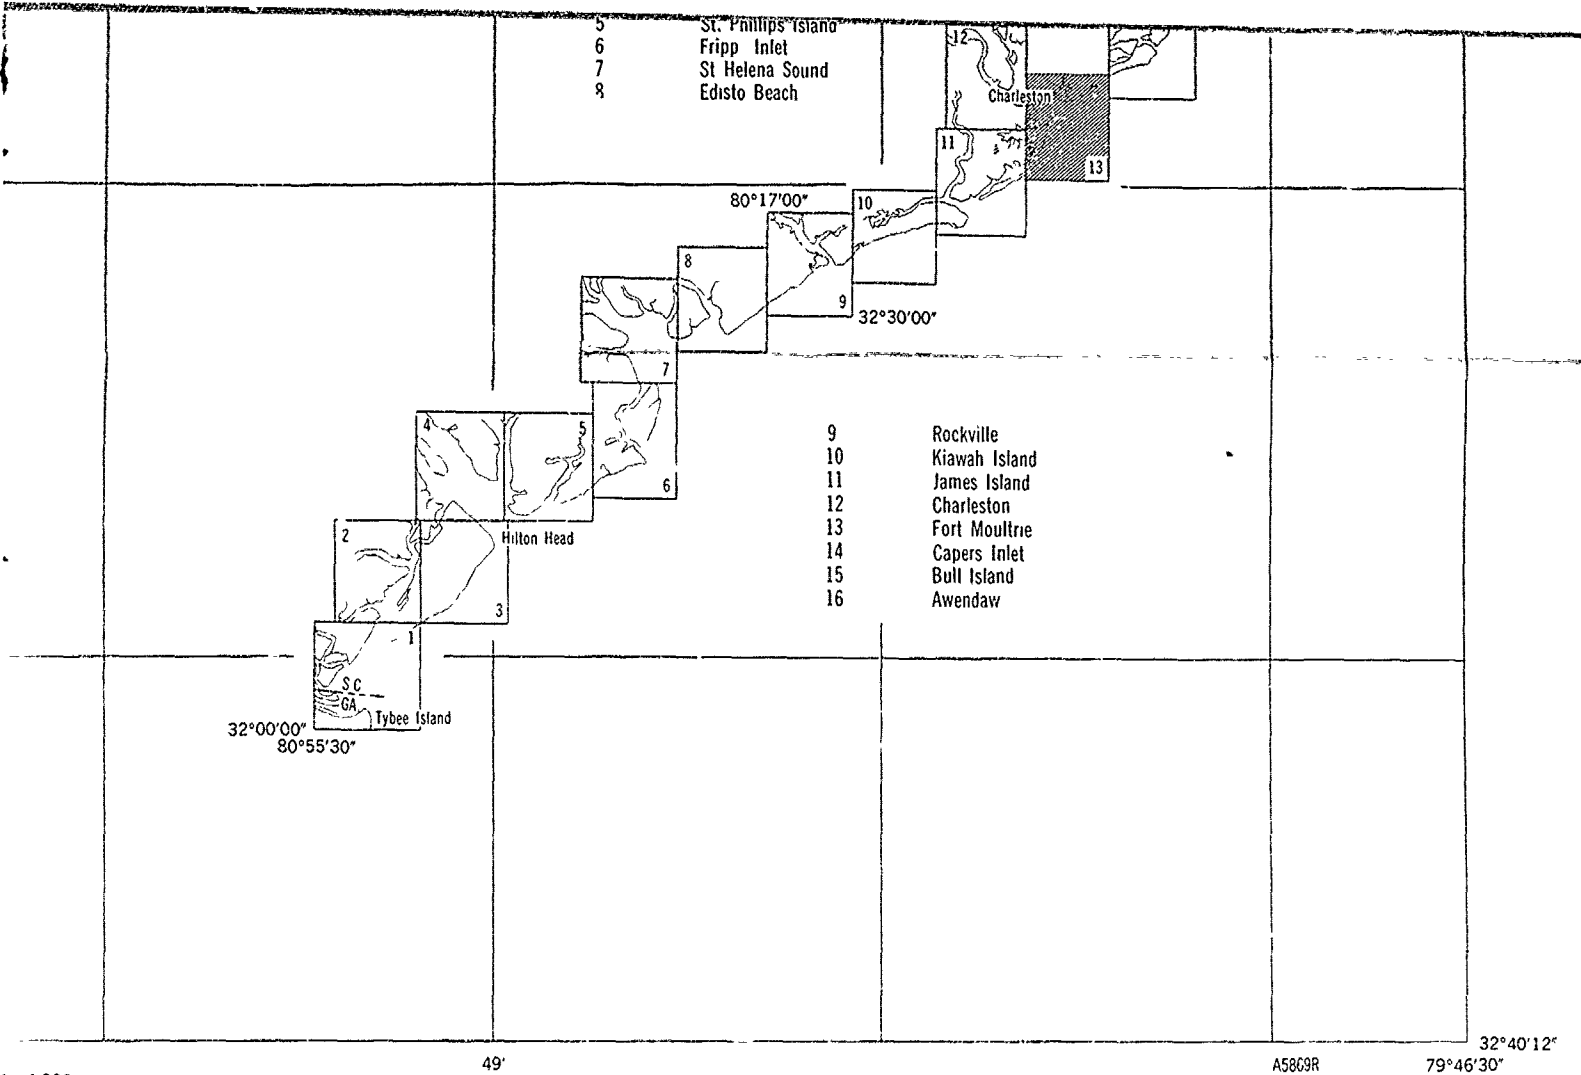 5 St. Phillips Island
6 Fripp Inlet
7 St Helena Sound
8 Edisto Beach
12
Charleston
11
13
10
80°17'00"
8
9
32°30'00"
7
4
5
6
9 Rockville
10 Kiawah Island
11 James Island
12 Charleston
13 Fort Moultrie
14 Capers Inlet
15 Bull Island
16 Awendaw
2
Hilton Head
3
1
S C
GA
Tybee Island
32°00'00"
80°55'30"
32°40'12"
49'
A5869R
79°46'30"